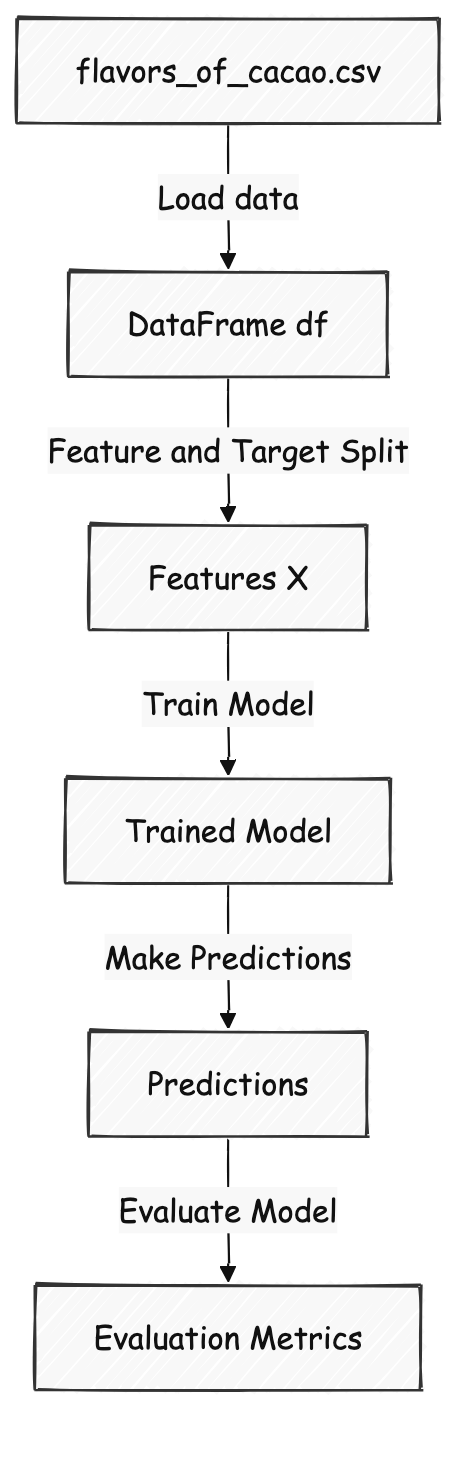 flavors_of_cacao.csv
Load data
DataFrame df
Feature and Target Split
Features X
Train Model
Trained Model
Make Predictions
Predictions
Evaluate Model
Evaluation Metrics